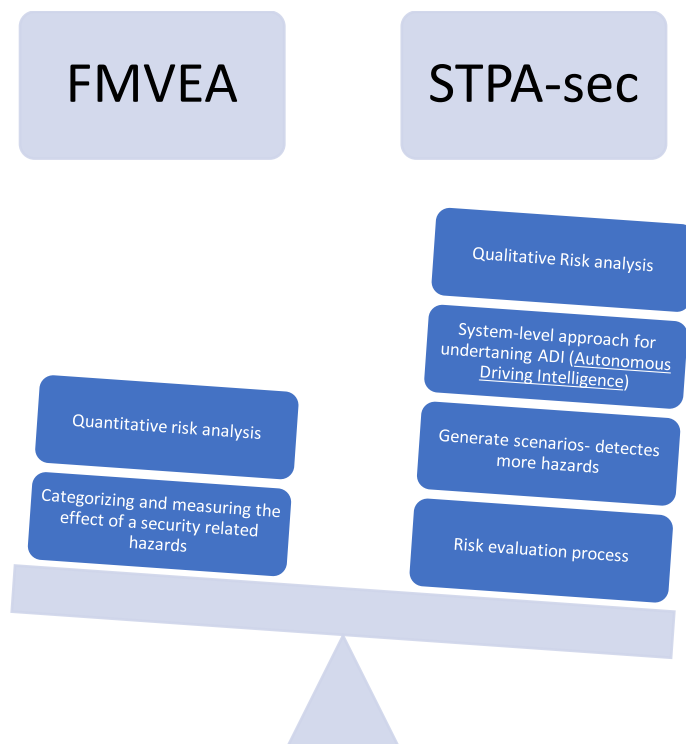 FMVEA
STPA-sec
Quantitative risk analysis
Categorizing and measuring the
effect of a security related
hazards
Qualitative Risk analysis
System-level approach for
undertaning ADI (Autonomous
Driving Intelligence)
Generate scenarios- detectes
more hazards
Risk evaluation process